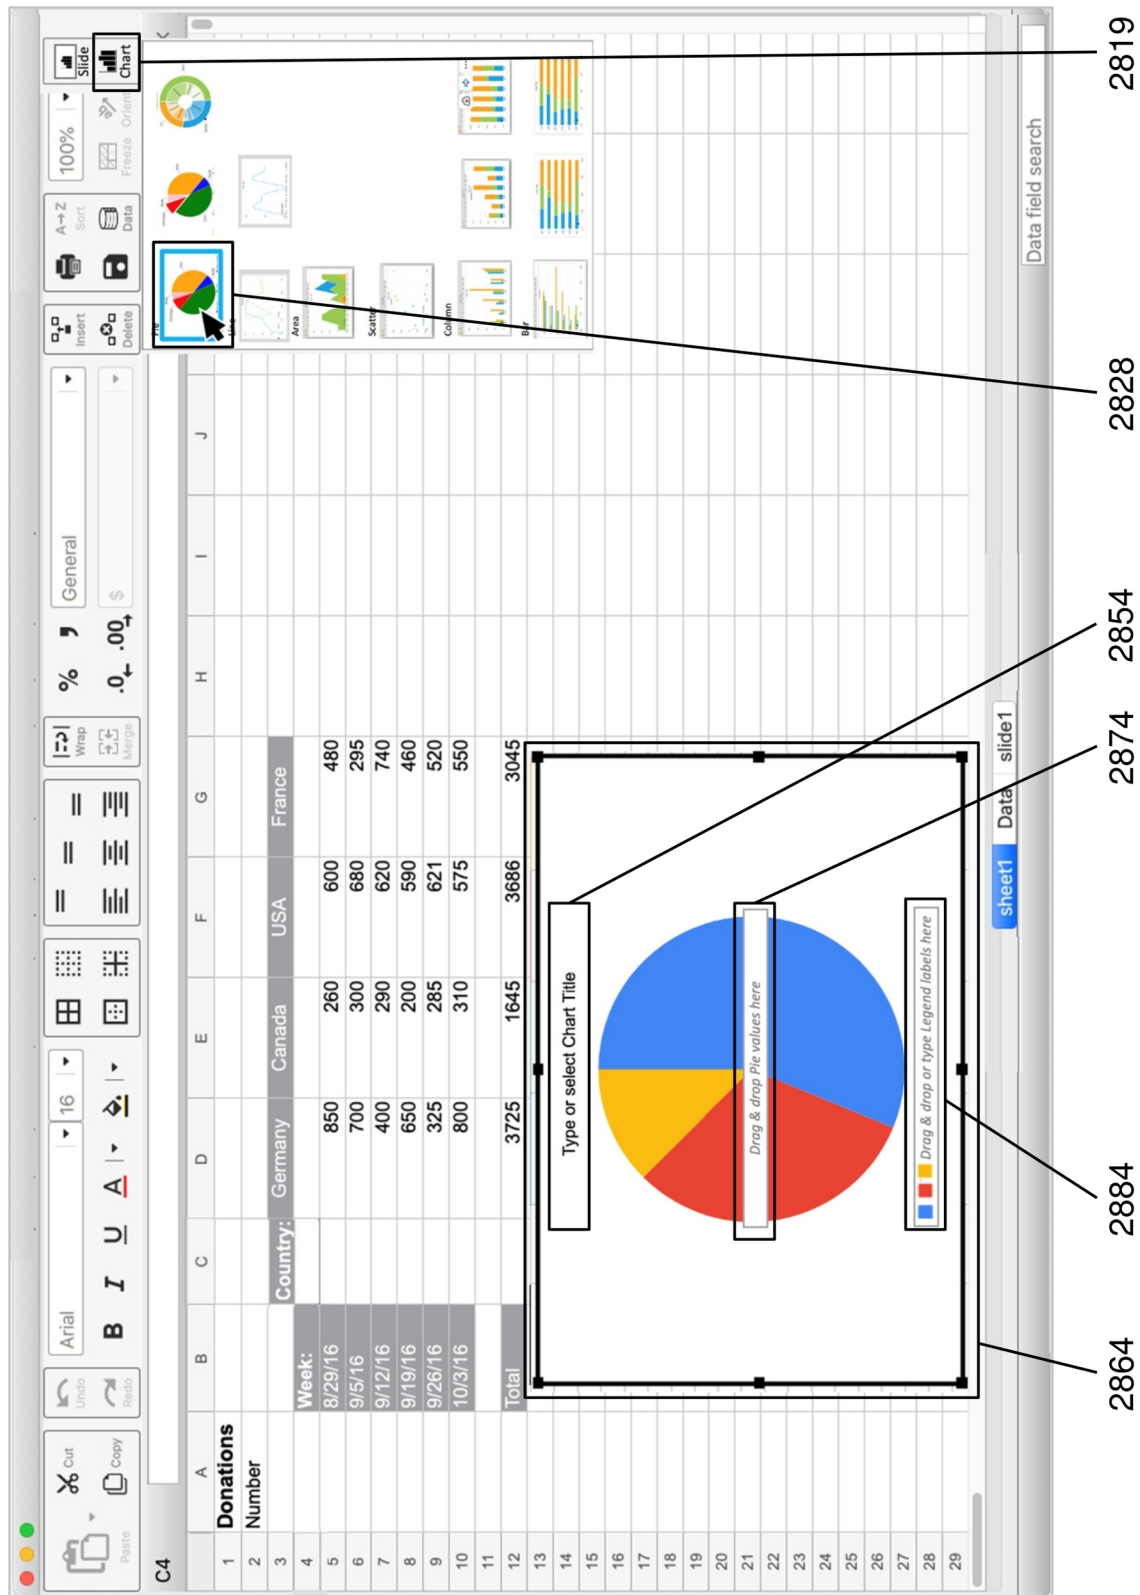 Cut
Copy
Paste
Undo
Redo
Arial
16
B I U A
Wrap
Merge
General
%
$
.0
.00
Insert
Delete
A→Z
Sort
Data
100%
Freeze
Orient
Slide
Chart
C4
A B C D E F G H I J
1 Donations
2 Number
3 Country: Germany Canada USA France
4 Week:
5 8/29/16 850 260 600 480
6 9/5/16 700 300 680 295
7 9/12/16 400 290 620 740
8 9/19/16 650 200 590 460
9 9/26/16 325 285 621 520
10 10/3/16 800 310 575 550
11
12 Total 3725 1645 3686 3045
13
14
15
16
17
18
19
20
21
22
23
24
25
26
27
28
29
Pie
Line
Area
Scatter
Column
Bar
Type or select Chart Title
Drag & drop Pie values here
Drag & drop or type Legend labels here
sheet1 Data slide1
Data field search
2864
2884
2874
2854
2828
2819